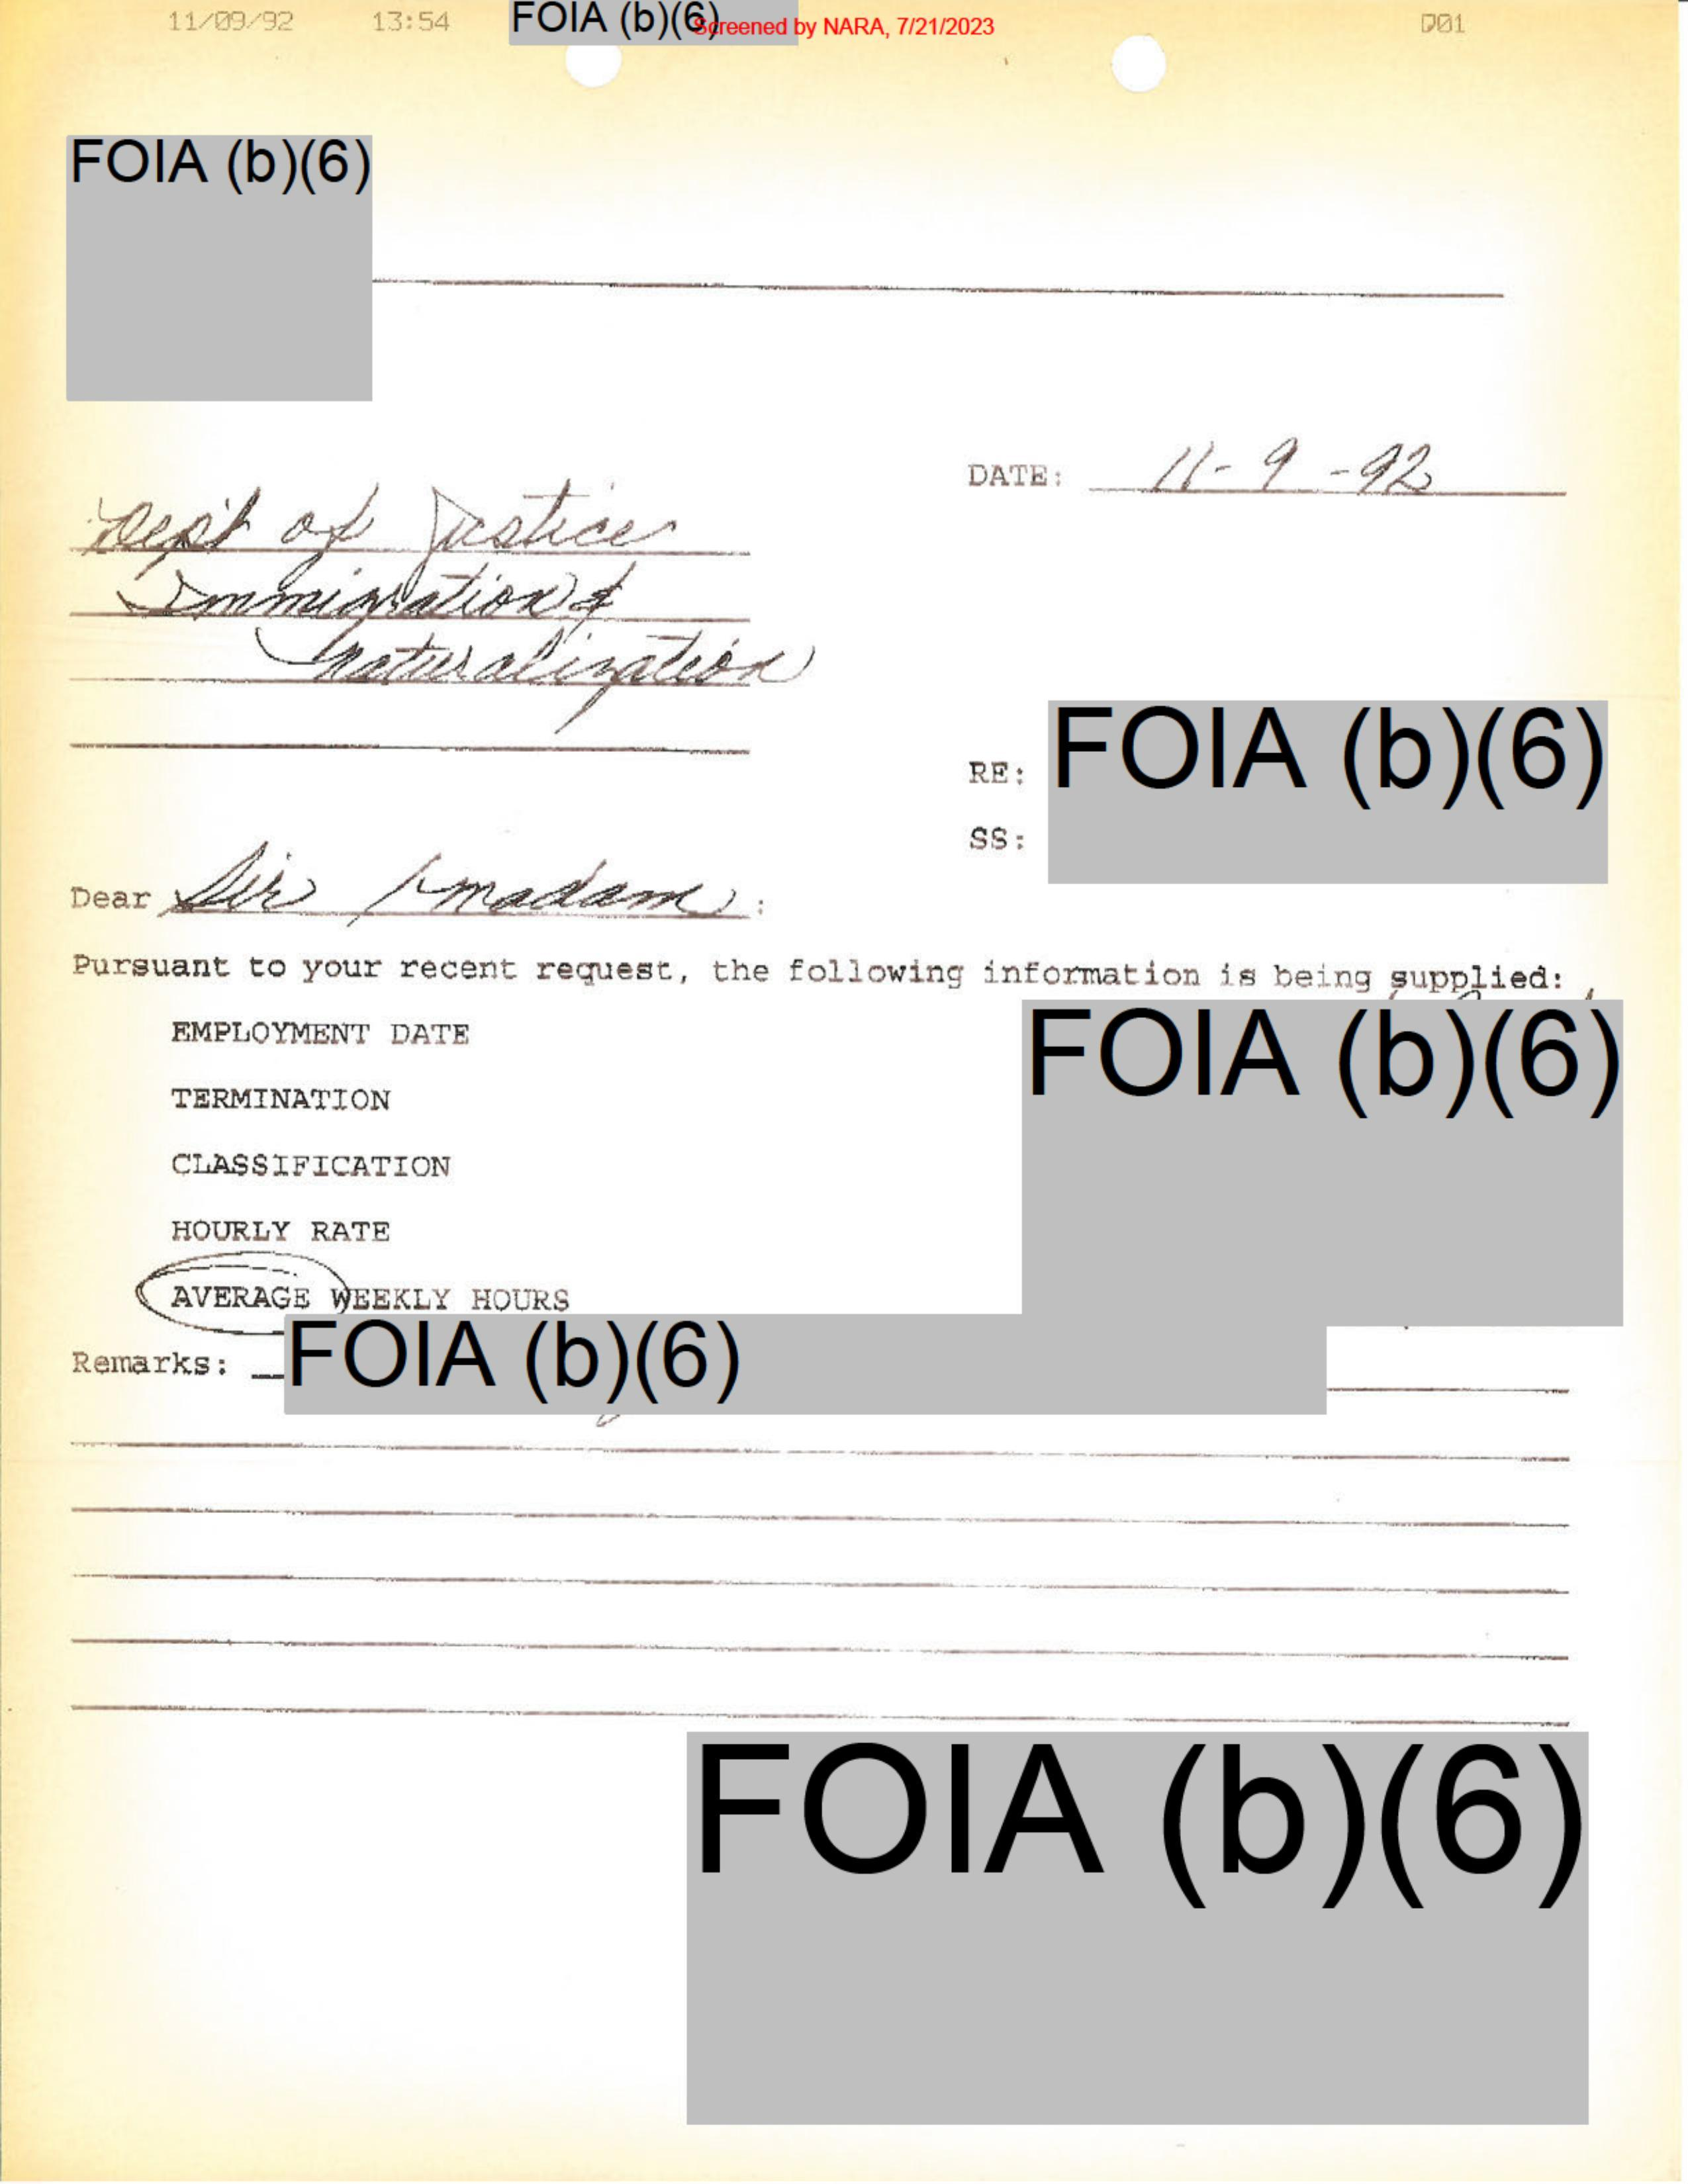 11/09/92 13:54 FOIA (b)(6) Screened by NARA, 7/21/2023 D01
FOIA (b)(6)
DATE: 11-9-92
Dept of Justice
Immigration &
Naturalization
RE: FOIA (b)(6)
SS:
Dear Sir / madam :
Pursuant to your recent request, the following information is being supplied:
EMPLOYMENT DATE FOIA (b)(6)
TERMINATION
CLASSIFICATION
HOURLY RATE
AVERAGE WEEKLY HOURS
Remarks: FOIA (b)(6)
FOIA (b)(6)